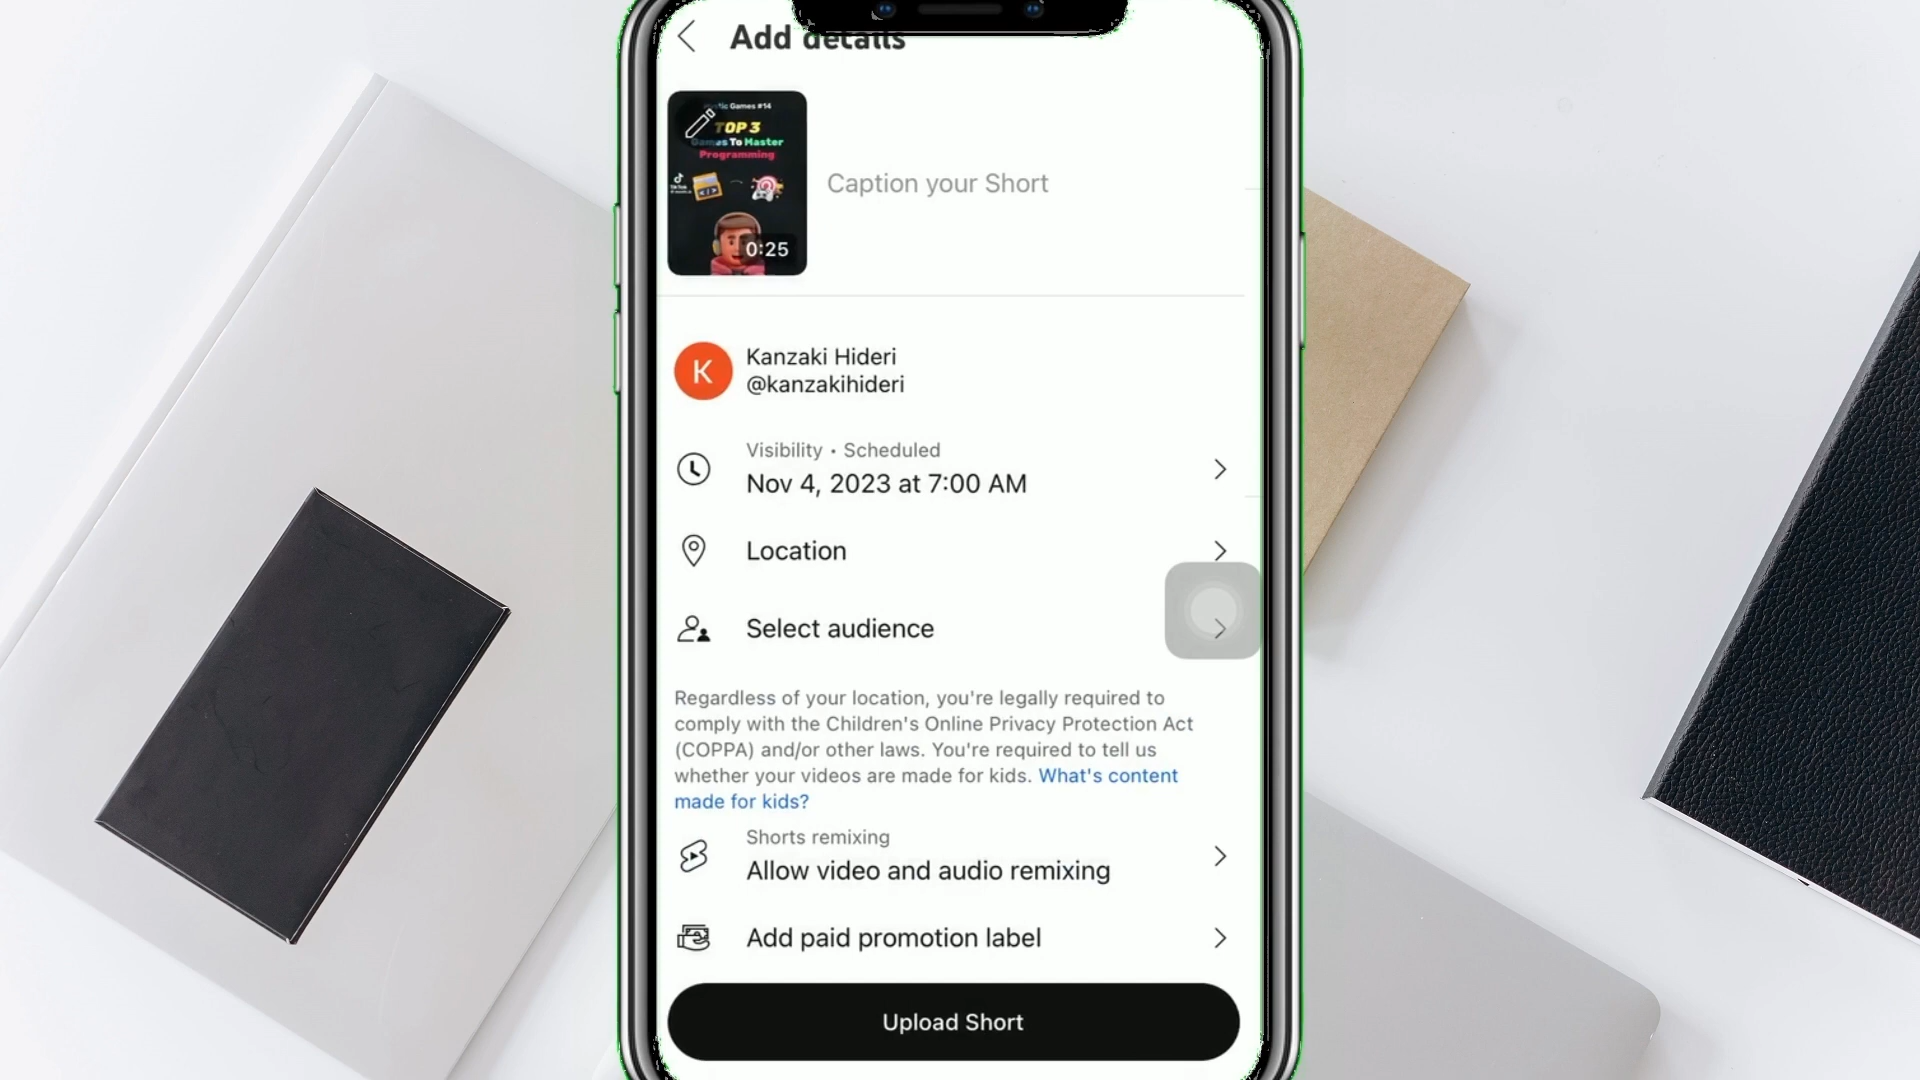 Add details
Games #14
TOP 3
Games To Master
Programming
TikTok
0:25
Caption your Short
K
Kanzaki Hideri
@kanzakihideri
Visibility • Scheduled
Nov 4, 2023 at 7:00 AM
Location
Select audience
Regardless of your location, you're legally required to
comply with the Children's Online Privacy Protection Act
(COPPA) and/or other laws. You're required to tell us
whether your videos are made for kids. What's content
made for kids?
Shorts remixing
Allow video and audio remixing
Add paid promotion label
Upload Short